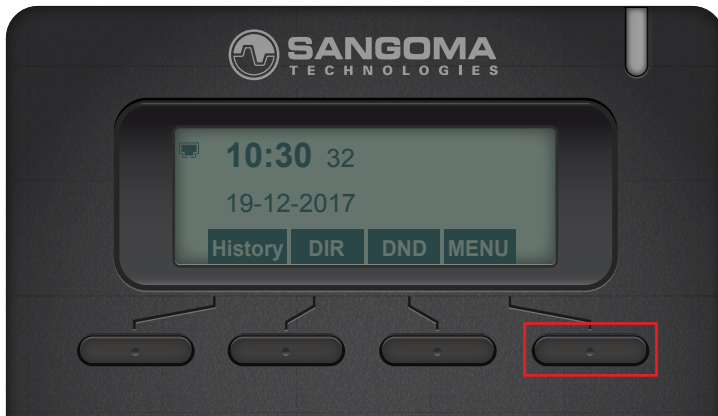 SANGOMA
TECHNOLOGIES
10:30 32
19-12-2017
History DIR DND MENU